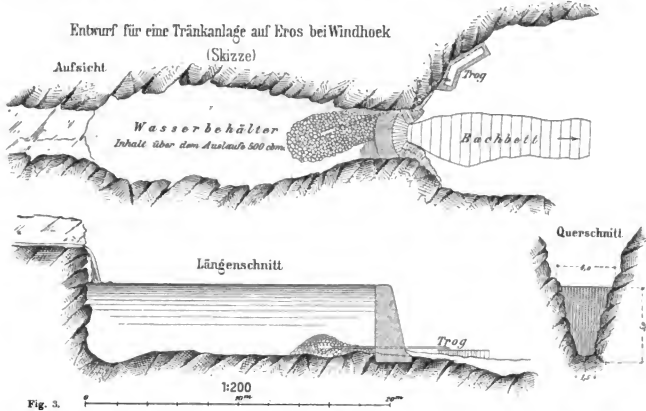 Entwurf für eine Tränkanlage auf Eros bei Windhoek
(Skizze)
Aufsicht
Trog
Wasserbehälter
Inhalt über dem Auslaufe 500 cbm.
Bachbett
Längenschnitt
Querschnitt
Trog
1:200
Fig. 3.
0 10m 20m